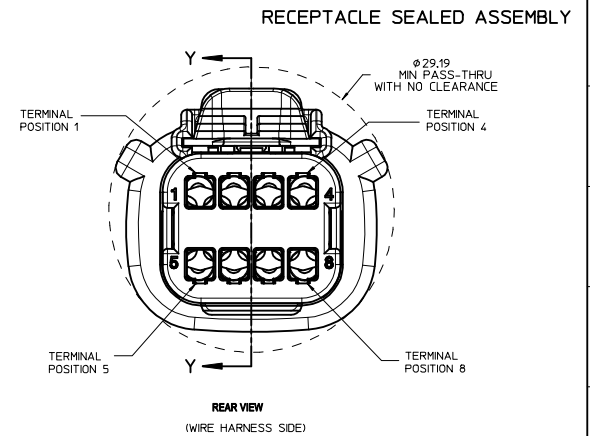 RECEPTACLE SEALED ASSEMBLY
Y
ø29.19
MIN PASS-THRU
WITH NO CLEARANCE
TERMINAL
POSITION 1
TERMINAL
POSITION 4
1
4
5
8
TERMINAL
POSITION 5
Y
TERMINAL
POSITION 8
REAR VIEW
(WIRE HARNESS SIDE)